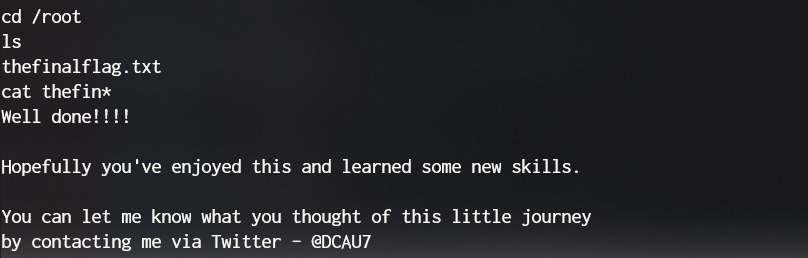 cd /root
ls
thefinalflag.txt
cat thefin*
Well done!!!!
Hopefully you've enjoyed this and learned some new skills.
You can let me know what you thought of this little journey
by contacting me via Twitter - @DCAU7